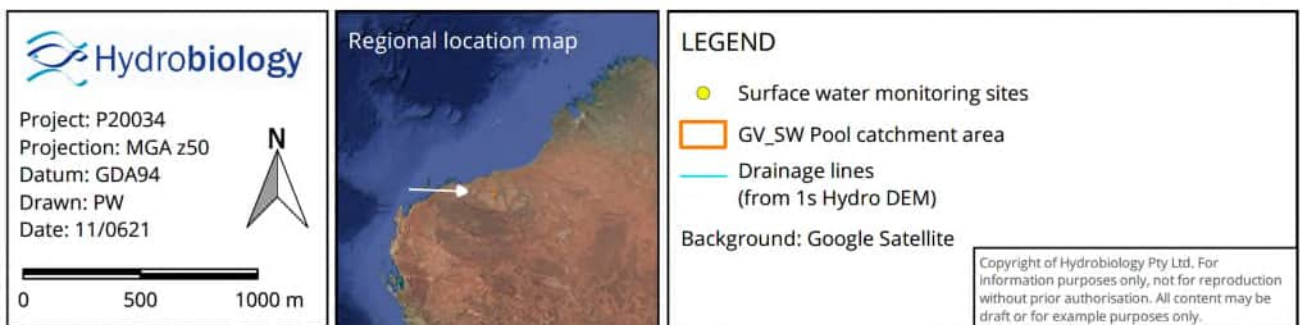 Hydrobiology
Project: P20034
Projection: MGA z50
Datum: GDA94
Drawn: PW
Date: 11/0621
N
0 500 1000 m
Regional location map
LEGEND
Surface water monitoring sites
GV_SW Pool catchment area
Drainage lines
(from 1s Hydro DEM)
Background: Google Satellite
Copyright of Hydrobiology Pty Ltd. For
information purposes only, not for reproduction
without prior authorisation. All content may be
draft or for example purposes only.